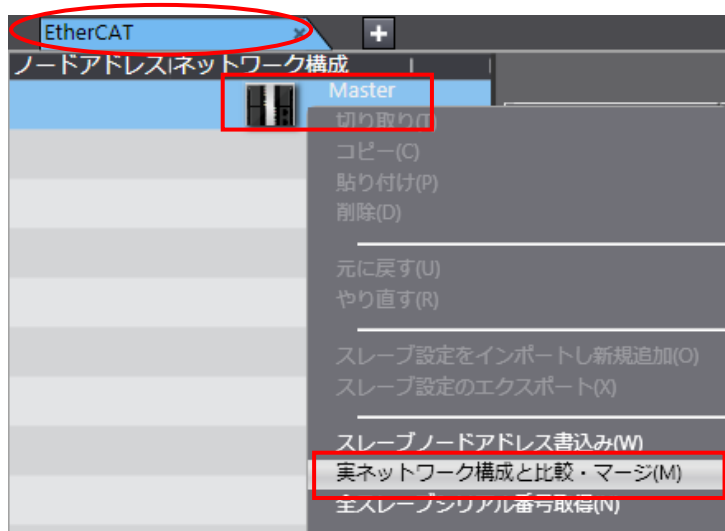 EtherCAT × +
ノードアドレス|ネットワーク構成
Master
切り取り(T)
コピー(C)
貼り付け(P)
削除(D)
元に戻す(U)
やり直す(R)
スレーブ設定をインポートし新規追加(O)
スレーブ設定のエクスポート(X)
スレーブノードアドレス書込み(W)
実ネットワーク構成と比較・マージ(M)
全スレーブシリアル番号取得(N)